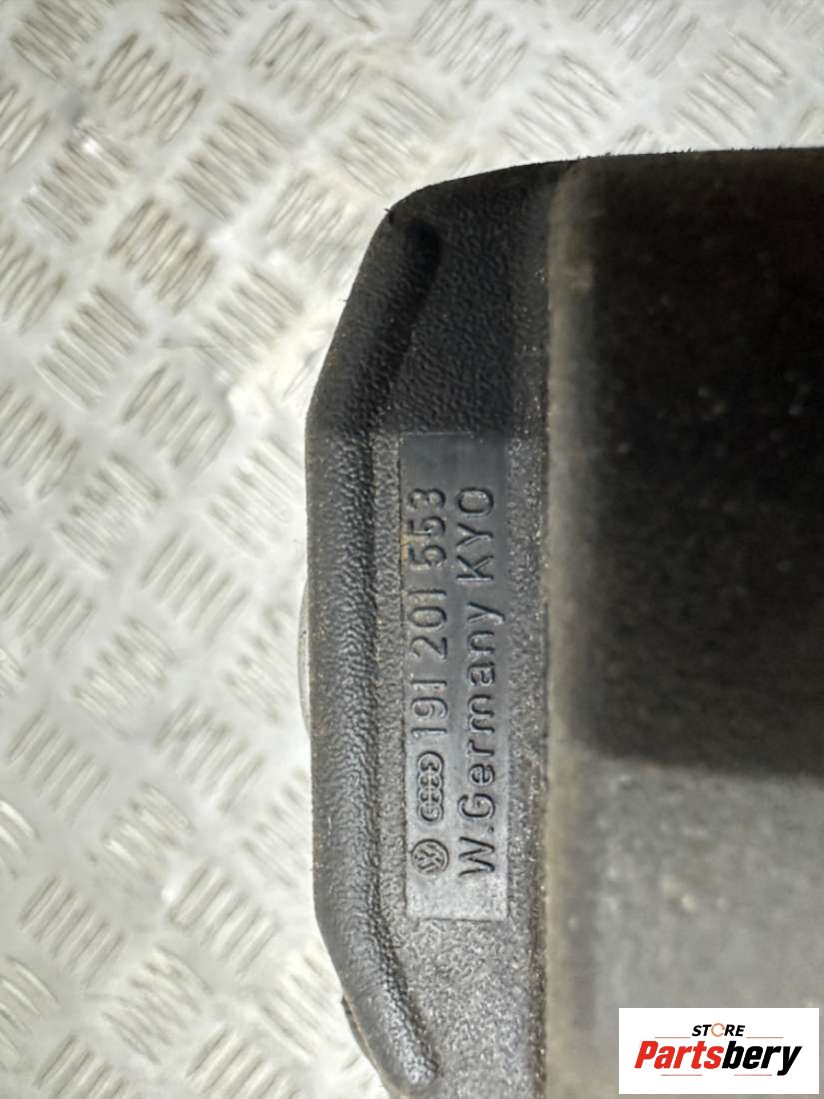 191 201 553
W.Germany KYO
STORE
Partsbery